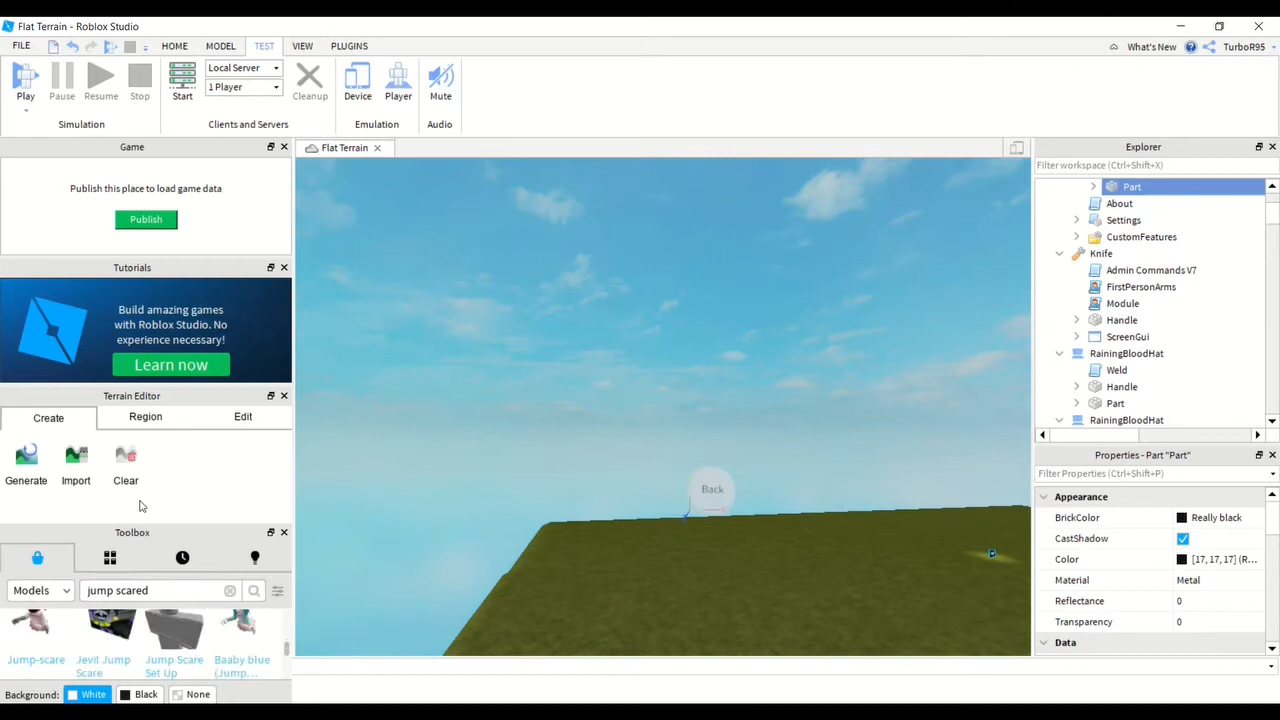 Flat Terrain - Roblox Studio
FILE HOME MODEL TEST VIEW PLUGINS What's New TurboR95
Play Pause Resume Stop Start Local Server 1 Player Cleanup Device Player Mute
Simulation Clients and Servers Emulation Audio
Game
Publish this place to load game data
Publish
Tutorials
Build amazing games
with Roblox Studio. No
experience necessary!
Learn now
Terrain Editor
Create Region Edit
Generate Import Clear
Toolbox
Models jump scared
Jump-scare
Jevil Jump
Scare
Jump Scare
Set Up
Baaby blue
(Jump...
Background: White Black None
Flat Terrain
Back
Explorer
Filter workspace (Ctrl+Shift+X)
Part
About
Settings
CustomFeatures
Knife
Admin Commands V7
FirstPersonArms
Module
Handle
ScreenGui
RainingBloodHat
Weld
Handle
Part
RainingBloodHat
Properties - Part "Part"
Filter Properties (Ctrl+Shift+P)
Appearance
BrickColor Really black
CastShadow
Color [17, 17, 17] (R...
Material Metal
Reflectance 0
Transparency 0
Data